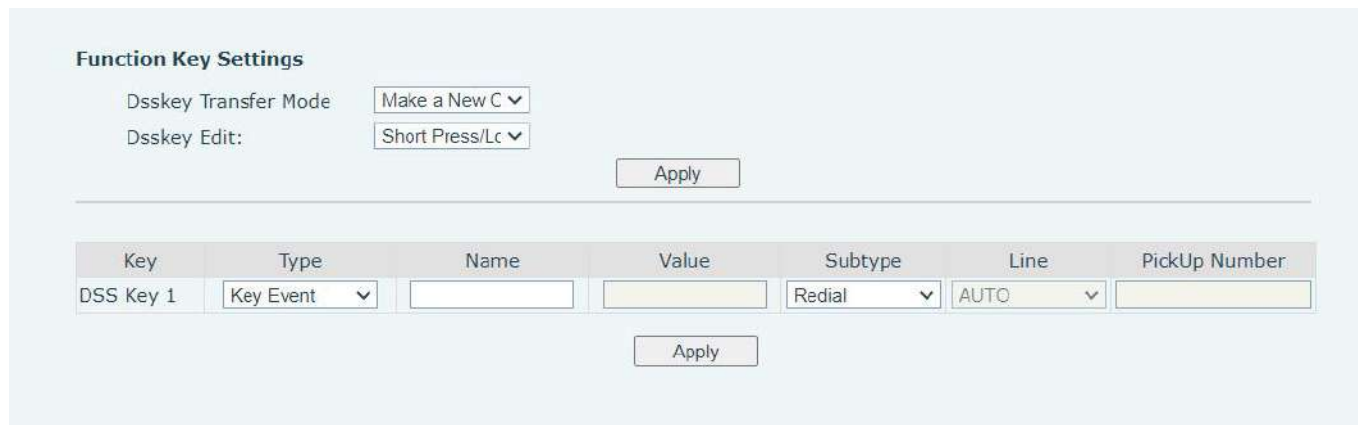 Function Key Settings
Dsskey Transfer Mode Make a New C
Dsskey Edit: Short Press/Lc
Apply
Key Type Name Value Subtype Line PickUp Number
DSS Key 1 Key Event Redial AUTO
Apply